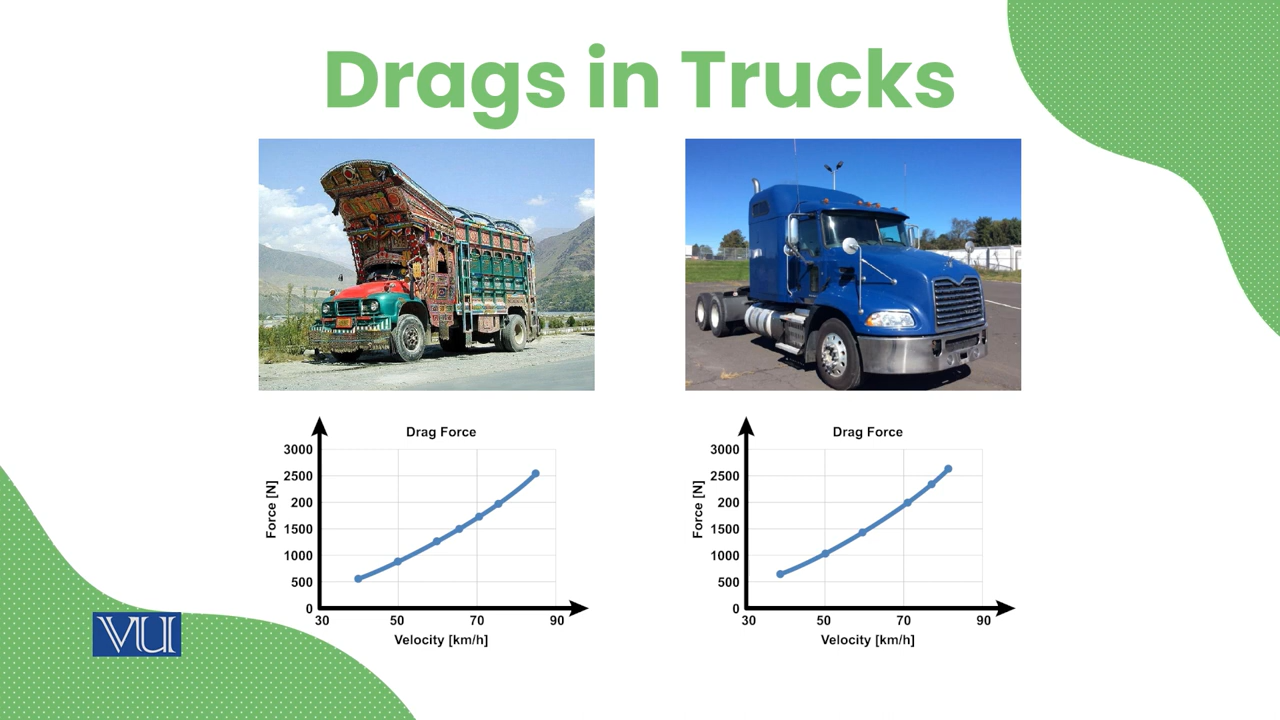 Drags in Trucks
Drag Force
3000
2500
200
1500
1000
500
0
Force [N]
30 50 70 90
Velocity [km/h]
Drag Force
3000
2500
200
1500
1000
500
0
Force [N]
30 50 70 90
Velocity [km/h]
VU